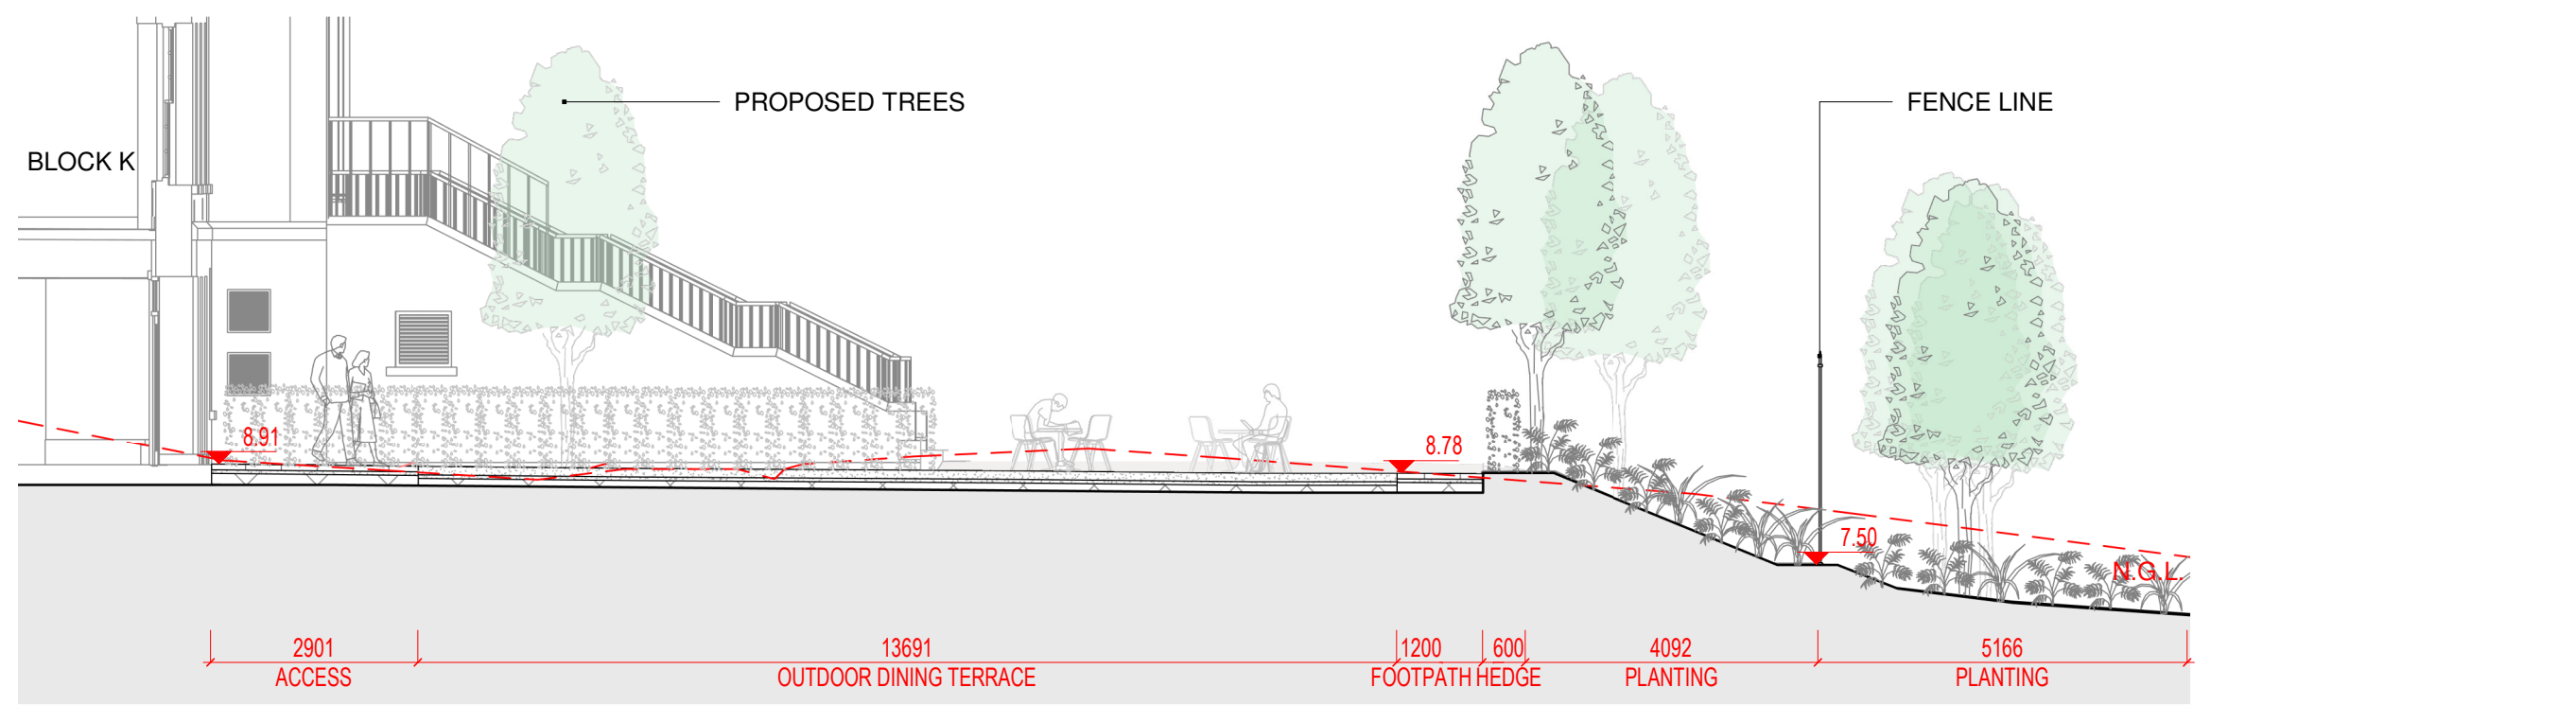 PROPOSED TREES
FENCE LINE
BLOCK K
8.91
8.78
7.50
N.G.L.
2901
13691
1200
600
4092
5166
ACCESS
OUTDOOR DINING TERRACE
FOOTPATH
HEDGE
PLANTING
PLANTING